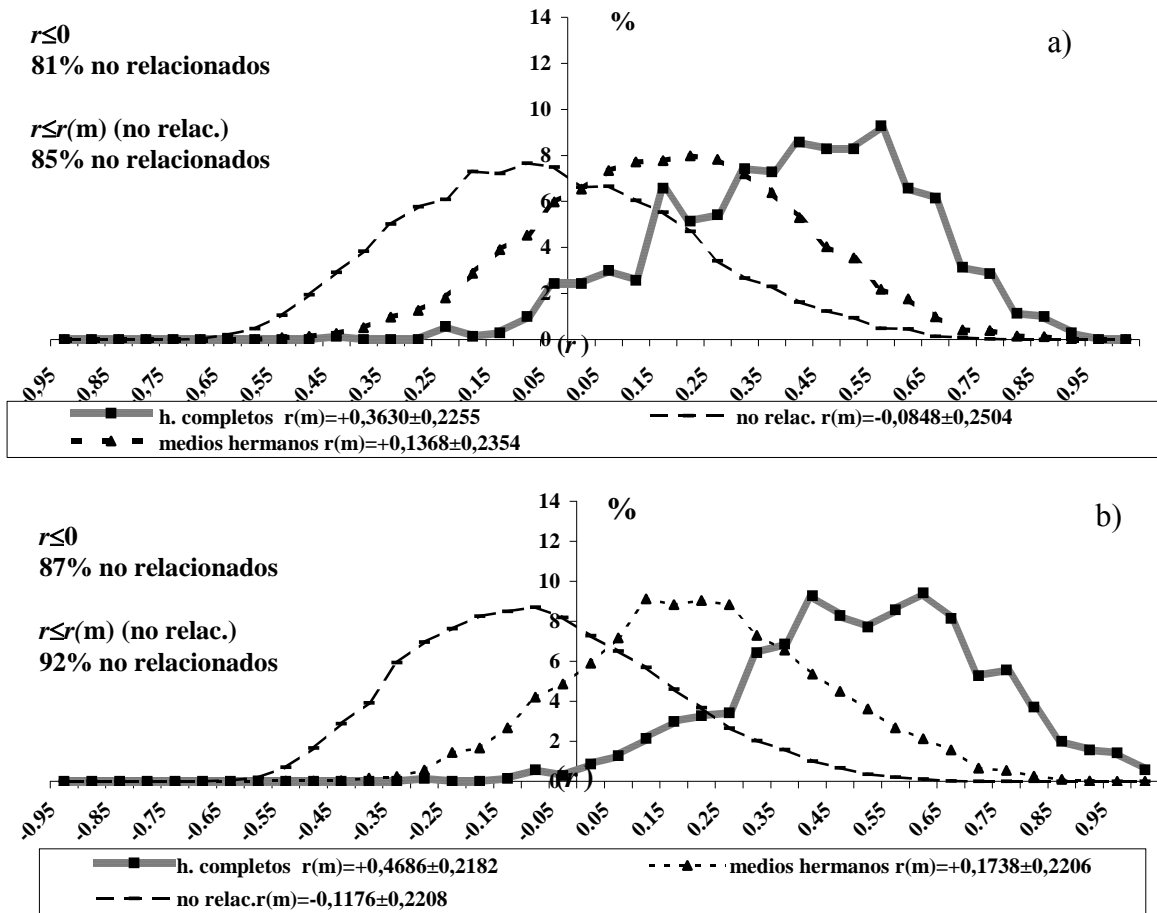 r≤0
81% no relacionados
r≤r(m) (no relac.)
85% no relacionados
%
a)
14
12
10
8
6
4
2
0
(r)
-0,95 -0.85 -0.75 -0.65 -0.55 -0.45 -0.35 -0.25 -0.15 -0.05 0.05 0.15 0.25 0.35 0.45 0.55 0.65 0.75 0.85 0.95
h. completos r(m)=+0,3630±0,2255 no relac. r(m)=-0,0848±0,2504
medios hermanos r(m)=+0,1368±0,2354
r≤0
87% no relacionados
r≤r(m) (no relac.)
92% no relacionados
%
b)
14
12
10
8
6
4
2
0
(r)
-0.95 -0.85 -0.75 -0.65 -0.55 -0.45 -0.35 -0.25 -0.15 -0.05 0.05 0.15 0.25 0.35 0.45 0.55 0.65 0.75 0.85 0.95
h. completos r(m)=+0,4686±0,2182 medios hermanos r(m)=+0,1738±0,2206
no relac.r(m)=-0,1176±0,2208